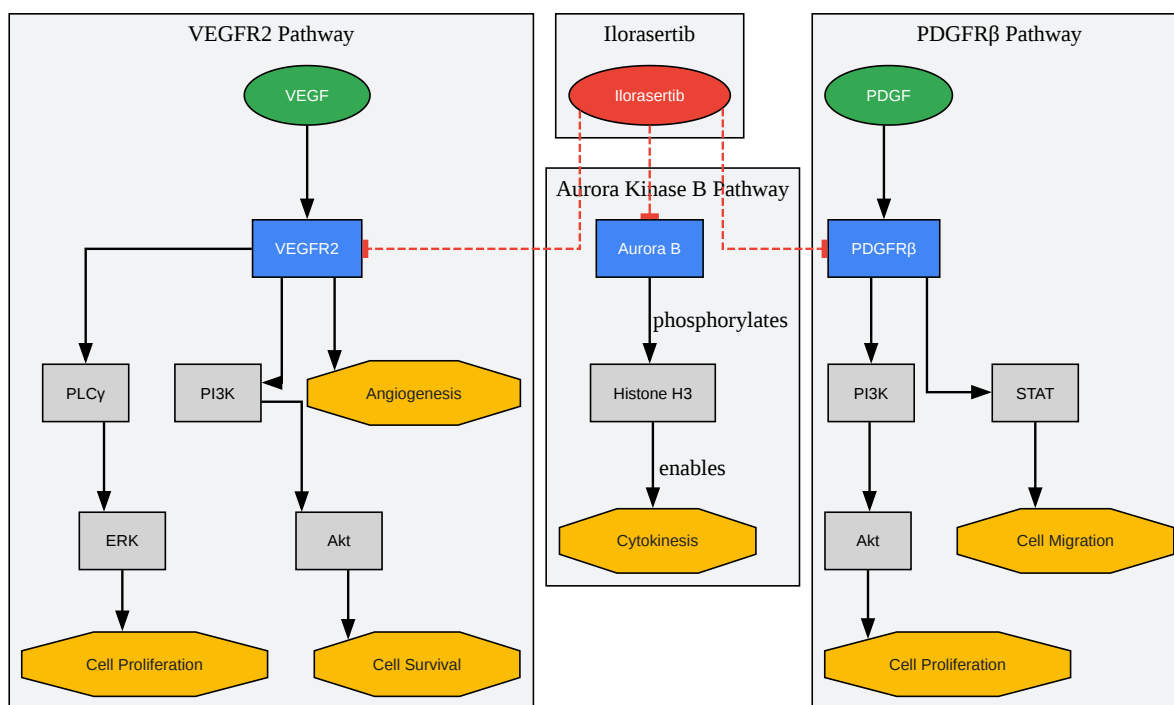 VEGFR2 Pathway
Ilorasertib
PDGFRβ Pathway
VEGF
Ilorasertib
PDGF
Aurora Kinase B Pathway
VEGFR2
Aurora B
PDGFRβ
phosphorylates
PLCγ
PI3K
Angiogenesis
Histone H3
PI3K
STAT
enables
ERK
Akt
Cytokinesis
Akt
Cell Migration
Cell Proliferation
Cell Survival
Cell Proliferation